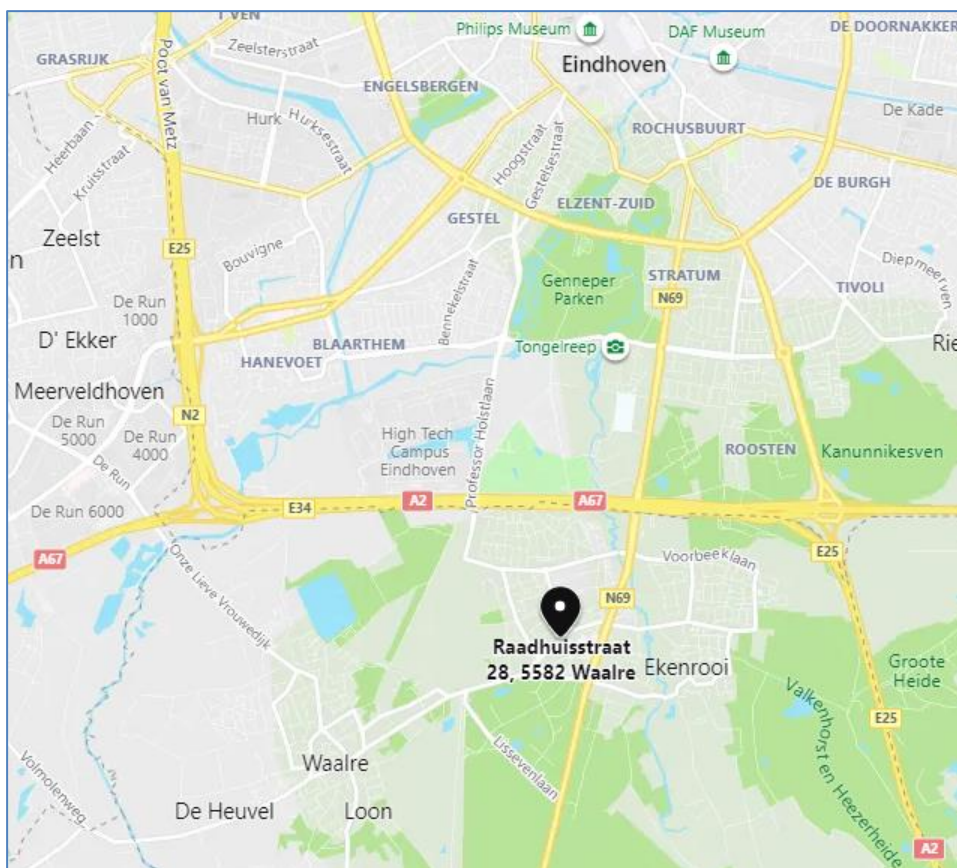 T VEN
Philips Museum
DAF Museum
DE DOORNAKKER
GRASRIJK
Zeelsterstraat
Poot van Metz
Eindhoven
ENGELSBERGEN
Hurk
Hurksestraat
De Kade
Heerbaan
Kruisstraat
Hoogstraat
Gestelsestraat
ROCHUSBUURT
DE BURGH
ELZENT-ZUID
GESTEL
Zeelst
E25
n
Bouvigne
Bennekelstraat
Genneper
Parken
STRATUM
Diepmeerven
TIVOLI
De Run
1000
N69
D' Ekker
BLAARTHEM
HANEVOET
Tongelreep
Rie
Meerveldhoven
N2
De Run
5000
De Run
4000
High Tech
Campus
Eindhoven
Professor Holstlaan
ROOSTEN
Kanunnikesven
De Run
De Run 6000
E34
A2
A67
A67
E25
Onze Lieve Vrouwedijk
Voorbeeklaan
N69
Raadhuisstraat
28, 5582 Waalre
Ekenrooi
Groote
Heide
Valkenhorst en Heezerheide
E25
Lissevenlaan
Waalre
Volmolenweg
De Heuvel
Loon
A2